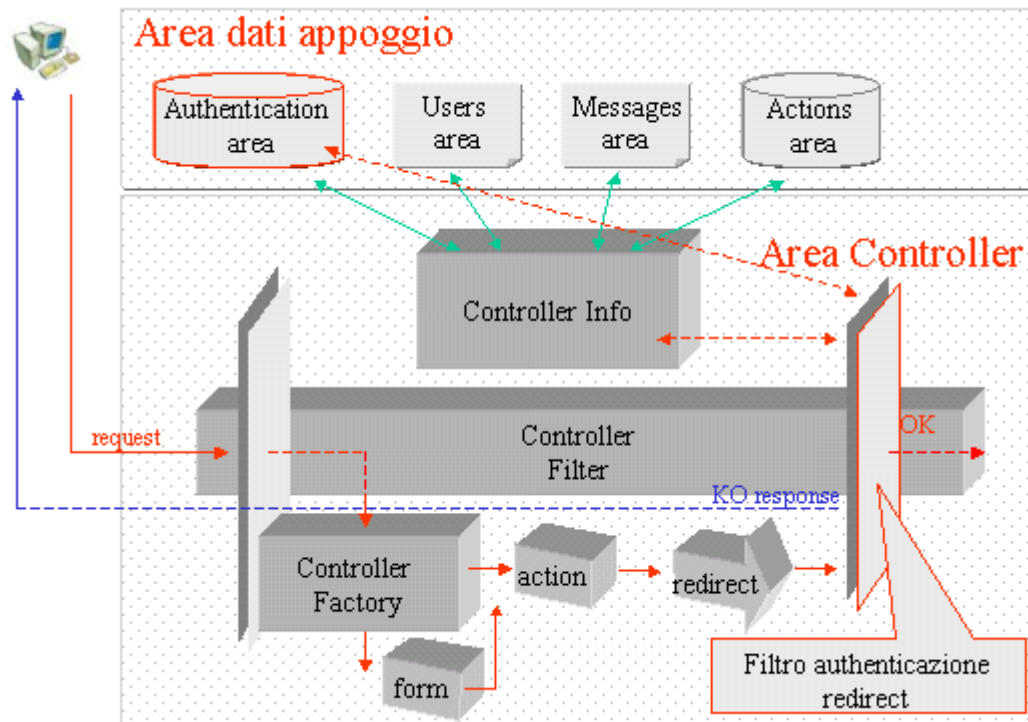 Area dati appoggio
Authentication
area
Users
area
Messages
area
Actions
area
Area Controller
Controller Info
request
Controller
Filter
OK
KO response
Controller
Factory
action
redirect
form
Filtro authenticazione
redirect